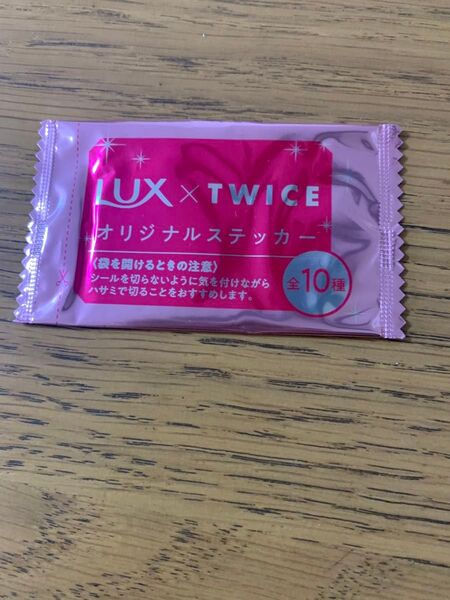 LUX × TWICE
オリジナルステッカー
〈袋を開けるときの注意〉
シールを切らないように気を付けながら
ハサミで切ることをおすすめします。
全10種